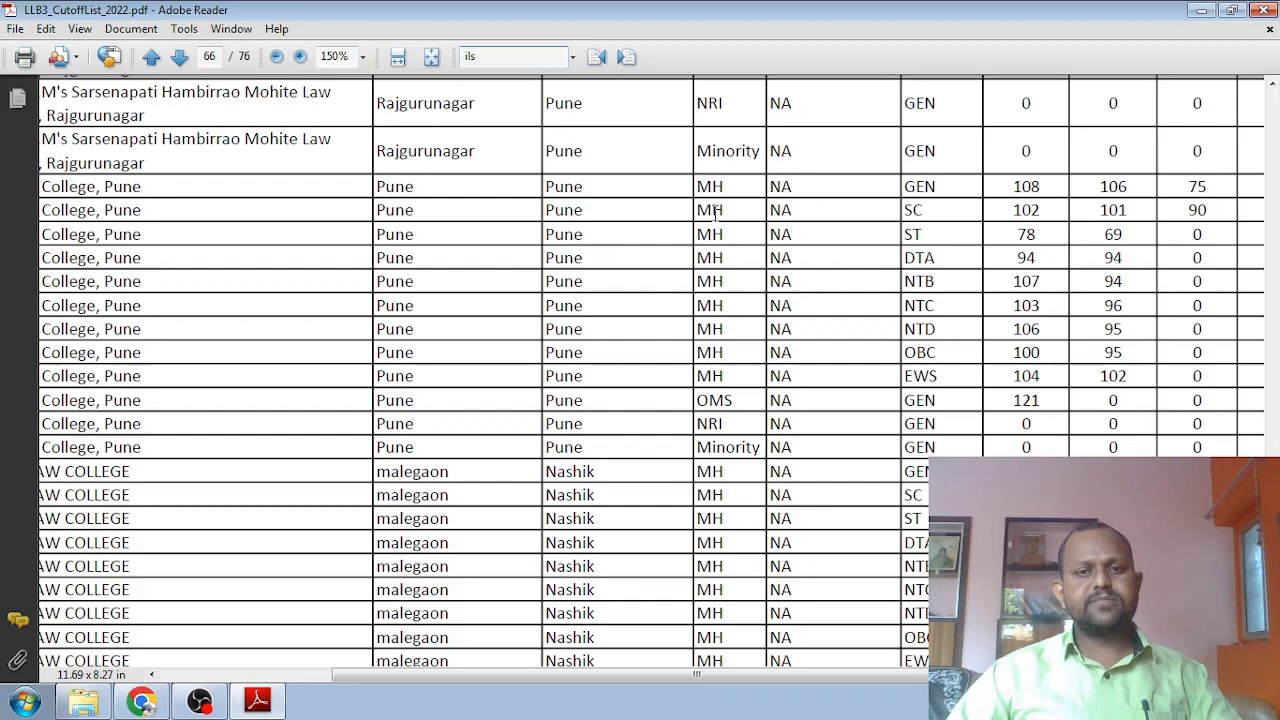 LLB3_CutoffList_2022.pdf - Adobe Reader
File Edit View Document Tools Window Help
66 / 76 150% ils
M's Sarsenapati Hambirrao Mohite Law
, Rajgurunagar Rajgurunagar Pune NRI NA GEN 0 0 0
M's Sarsenapati Hambirrao Mohite Law
, Rajgurunagar Rajgurunagar Pune Minority NA GEN 0 0 0
College, Pune Pune Pune MH NA GEN 108 106 75
College, Pune Pune Pune MH NA SC 102 101 90
College, Pune Pune Pune MH NA ST 78 69 0
College, Pune Pune Pune MH NA DTA 94 94 0
College, Pune Pune Pune MH NA NTB 107 94 0
College, Pune Pune Pune MH NA NTC 103 96 0
College, Pune Pune Pune MH NA NTD 106 95 0
College, Pune Pune Pune MH NA OBC 100 95 0
College, Pune Pune Pune MH NA EWS 104 102 0
College, Pune Pune Pune OMS NA GEN 121 0 0
College, Pune Pune Pune NRI NA GEN 0 0 0
College, Pune Pune Pune Minority NA GEN 0 0 0
AW COLLEGE malegaon Nashik MH NA GEN
AW COLLEGE malegaon Nashik MH NA SC
AW COLLEGE malegaon Nashik MH NA ST
AW COLLEGE malegaon Nashik MH NA DTA
AW COLLEGE malegaon Nashik MH NA
AW COLLEGE malegaon Nashik MH NA
AW COLLEGE malegaon Nashik MH NA
AW COLLEGE malegaon Nashik MH NA
AW COLLEGE malegaon Nashik MH NA
11.69 x 8.27 in